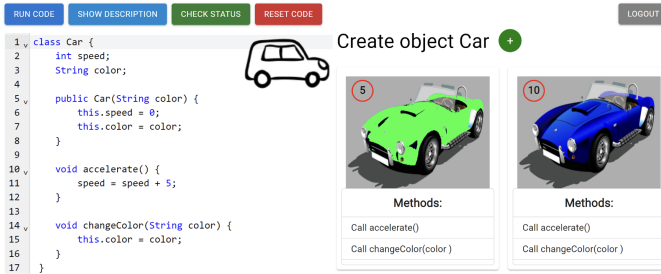 RUN CODE
SHOW DESCRIPTION
CHECK STATUS
RESET CODE
LOGOUT
1 class Car {
2 int speed;
3 String color;
4
5 public Car(String color) {
6 this.speed = 0;
7 this.color = color;
8 }
9
10 void accelerate() {
11 speed = speed + 5;
12 }
13
14 void changeColor(String color) {
15 this.color = color;
16 }
17 }
Create object Car +
5
Methods:
Call accelerate()
Call changeColor(color )
10
Methods:
Call accelerate()
Call changeColor(color )